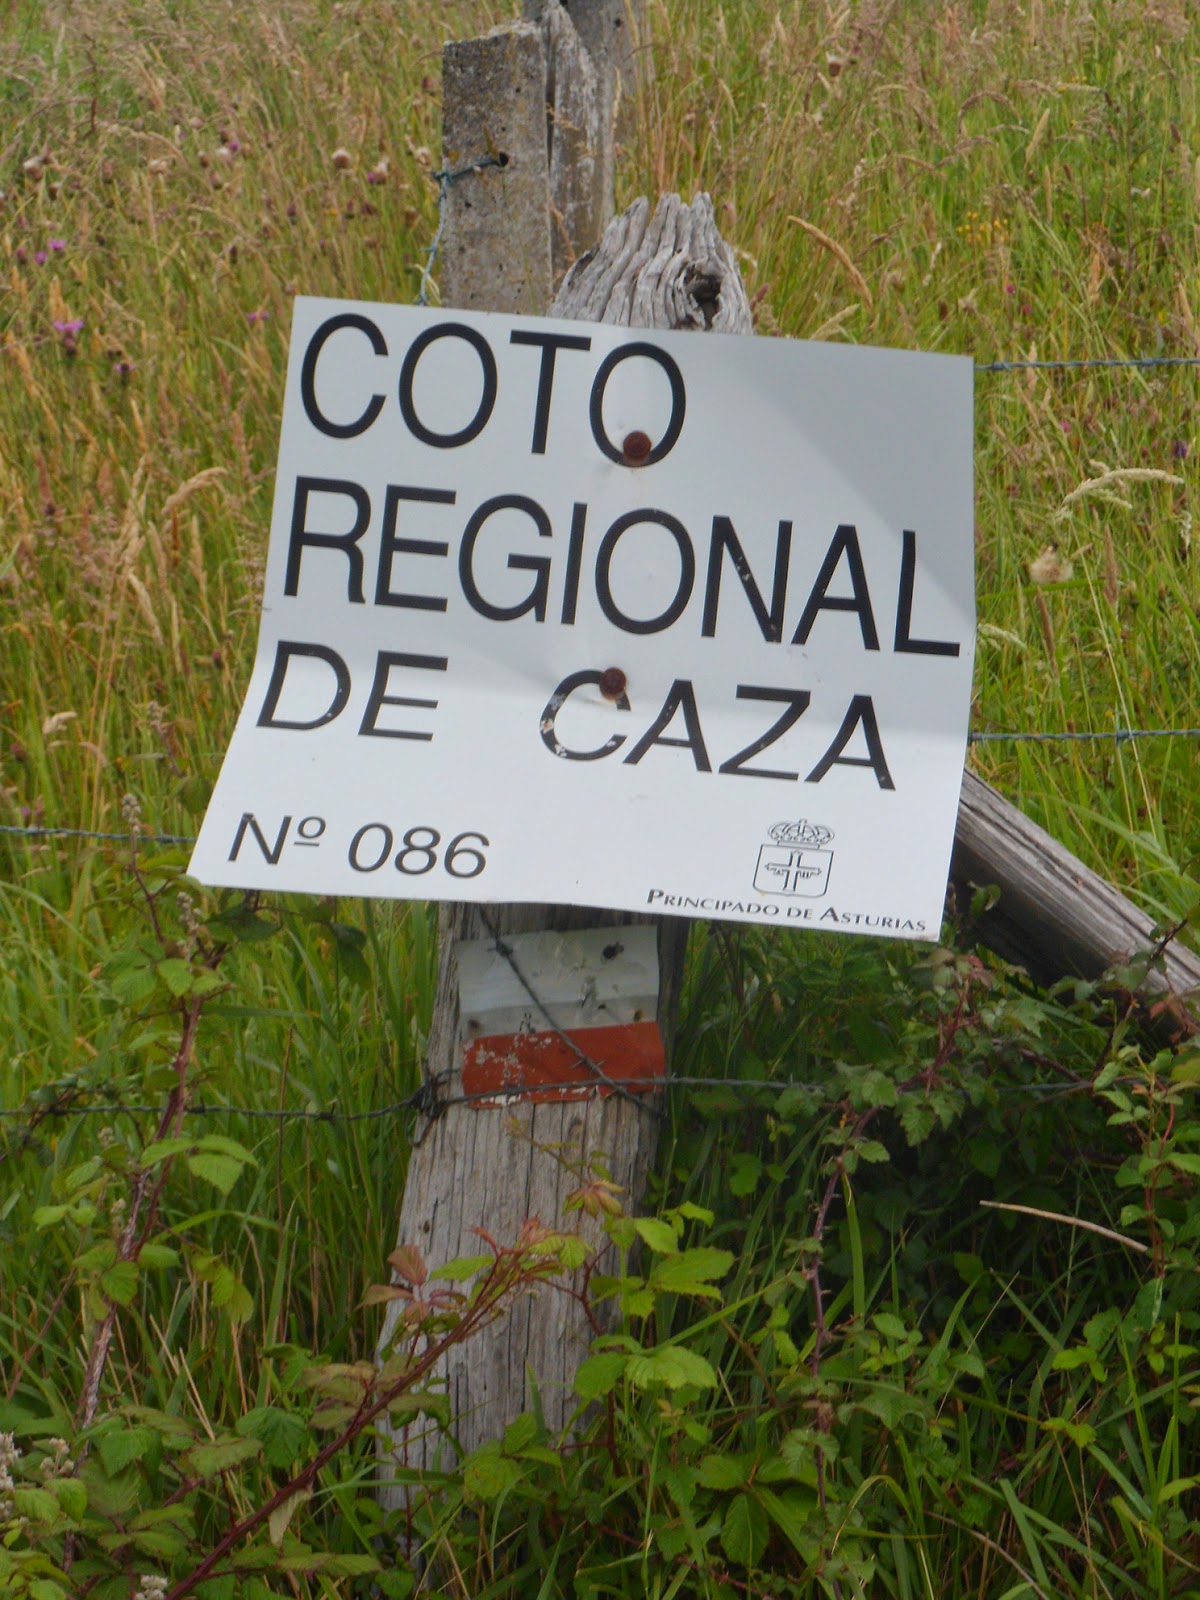 COTO
REGIONAL
DE CAZA
Nº 086
PRINCIPADO DE ASTURIAS